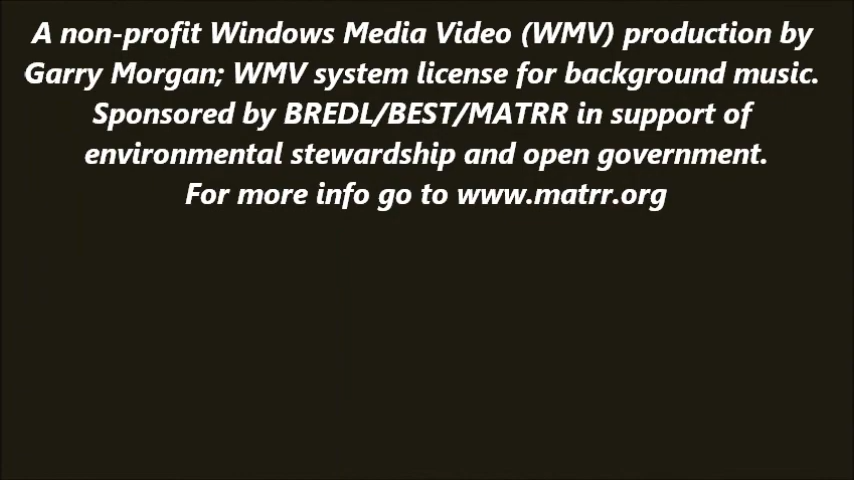 A non-profit Windows Media Video (WMV) production by
Garry Morgan; WMV system license for background music.
Sponsored by BREDL/BEST/MATRR in support of
environmental stewardship and open government.
For more info go to www.matrr.org